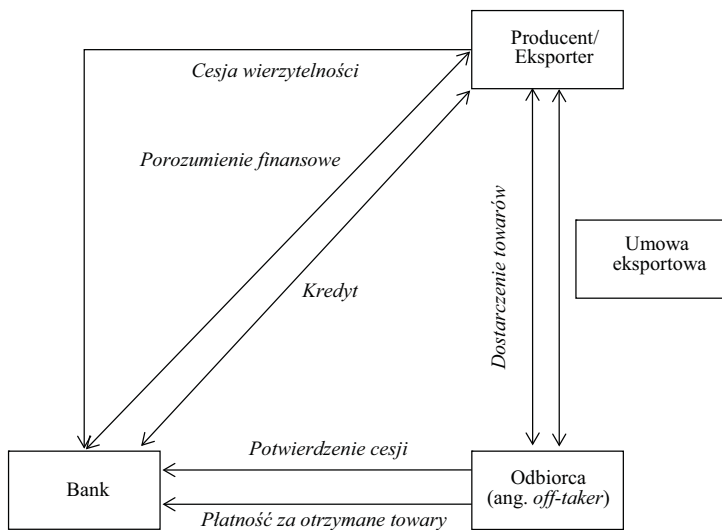 Producent/
Eksporter
Cesja wierzytelności
Porozumienie finansowe
Kredyt
Dostarczenie towarów
Umowa
eksportowa
Potwierdzenie cesji
Bank
Odbiorca
(ang. off-taker)
Płatność za otrzymane towary